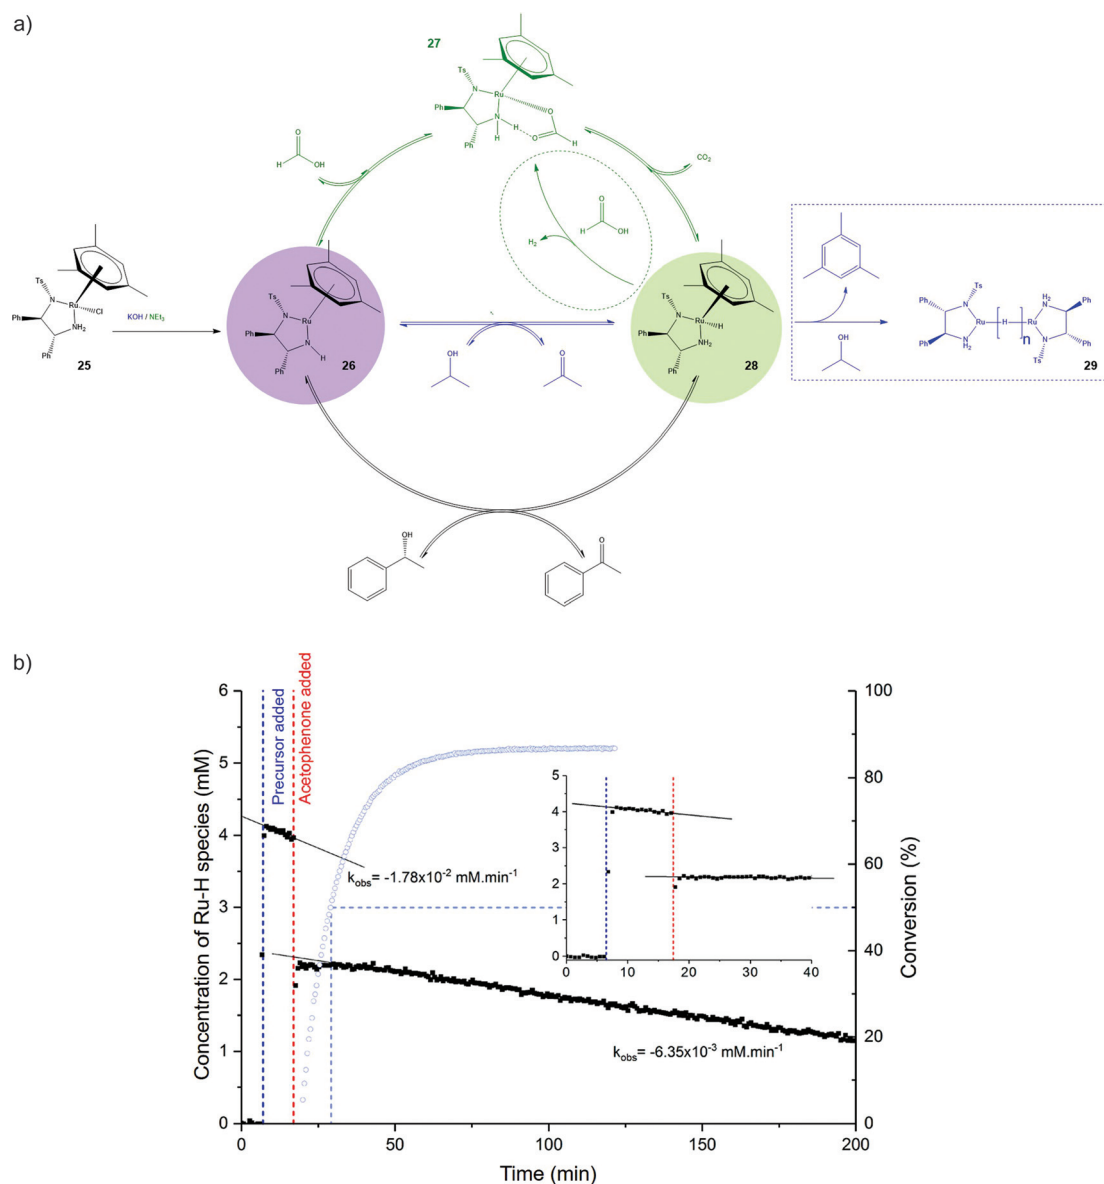 a)
27
Ts
N
Ru
O
Ph
N
H
O
H
H
Ph
O
H
OH
CO2
O
H
OH
H2
Ts
N
Ru
Cl
Ph
NH2
Ph
25
KOH / NEt3
Ts
N
Ru
Ph
N
H
Ph
26
OH
O
Ts
N
Ru
H
Ph
NH2
Ph
28
OH
Ph
Ts
N
NH2
Ph
Ru
H
Ru
n
Ph
N
H2
N
Ts
Ph
Ph
29
OH
O
b)
Precursor added
Acetophenone added
Concentration of Ru-H species (mM)
6
5
4
3
2
1
0
kobs= -1.78x10-2 mM.min-1
kobs= -6.35x10-3 mM.min-1
5
4
3
2
1
0
0 10 20 30 40
100
80
60
40
20
0
Conversion (%)
0 50 100 150 200
Time (min)